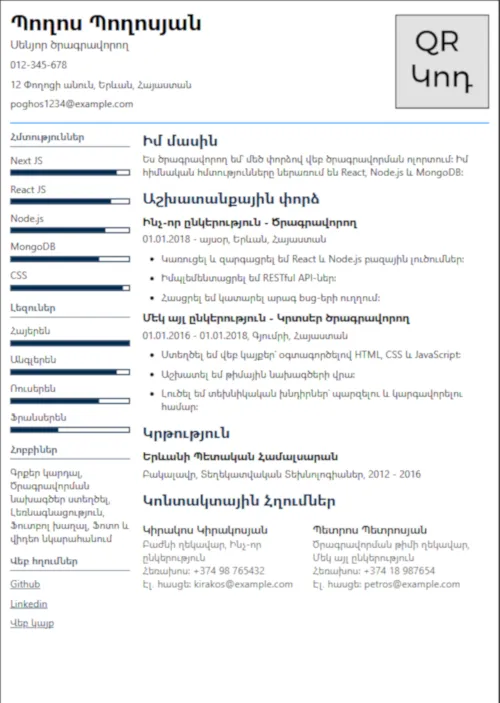 Պողոս Պողոսյան
Սենյոր ծրագրավորող
012-345-678
12 Փողոցի անուն, Երևան, Հայաստան
poghos1234@example.com
QR
Կոդ
Հմտություններ
Next JS
React JS
Node.js
MongoDB
CSS
Լեզուներ
Հայերեն
Անգլերեն
Ռուսերեն
Ֆրանսերեն
Հոբբիներ
Գրքեր կարդալ,
Ծրագրավորման
նախագծեր ստեղծել,
Լեռնագնացություն,
Ֆուտբոլ խաղալ, Ֆոտո և
վիդեո նկարահանում
Վեբ հղումներ
Github
Linkedin
Վեբ կայք
Իմ մասին
Ես ծրագրավորող եմ՝ մեծ փորձով վեբ ծրագրավորման ոլորտում: Իմ
հիմնական հմտությունները ներառում են React, Node.js և MongoDB:
Աշխատանքային փորձ
Ինչ-որ ընկերություն - Ծրագրավորող
01.01.2018 - այսօր, Երևան, Հայաստան
• Կառուցել և զարգացրել եմ React և Node.js բազային լուծումներ:
• Իմպլեմենտացրել եմ RESTful API-ներ:
• Հասցրել եմ կատարել արագ եսց-երի ուղղում:
Մեկ այլ ընկերություն - Կրտսեր ծրագրավորող
01.01.2016 - 01.01.2018, Գյումրի, Հայաստան
• Ստեղծել եմ վեբ կայքեր՝ օգտագործելով HTML, CSS և JavaScript:
• Աշխատել եմ թիմային նախագծերի վրա:
• Լուծել եմ տեխնիկական խնդիրներ՝ պարզելու և կարգավորելու
համար:
Կրթություն
Երևանի Պետական Համալսարան
Բակալավր, Տեղեկատվական Տեխնոլոգիաներ, 2012 - 2016
Կոնտակտային Հղումներ
Կիրակոս Կիրակոսյան
Բաժնի ղեկավար, Ինչ-որ
ընկերություն
Հեռախոս: +374 98 765432
Էլ. հասցե: kirakos@example.com
Պետրոս Պետրոսյան
Ծրագրավորման թիմի ղեկավար,
Մեկ այլ ընկերություն
Հեռախոս: +374 18 987654
Էլ. հասցե: petros@example.com